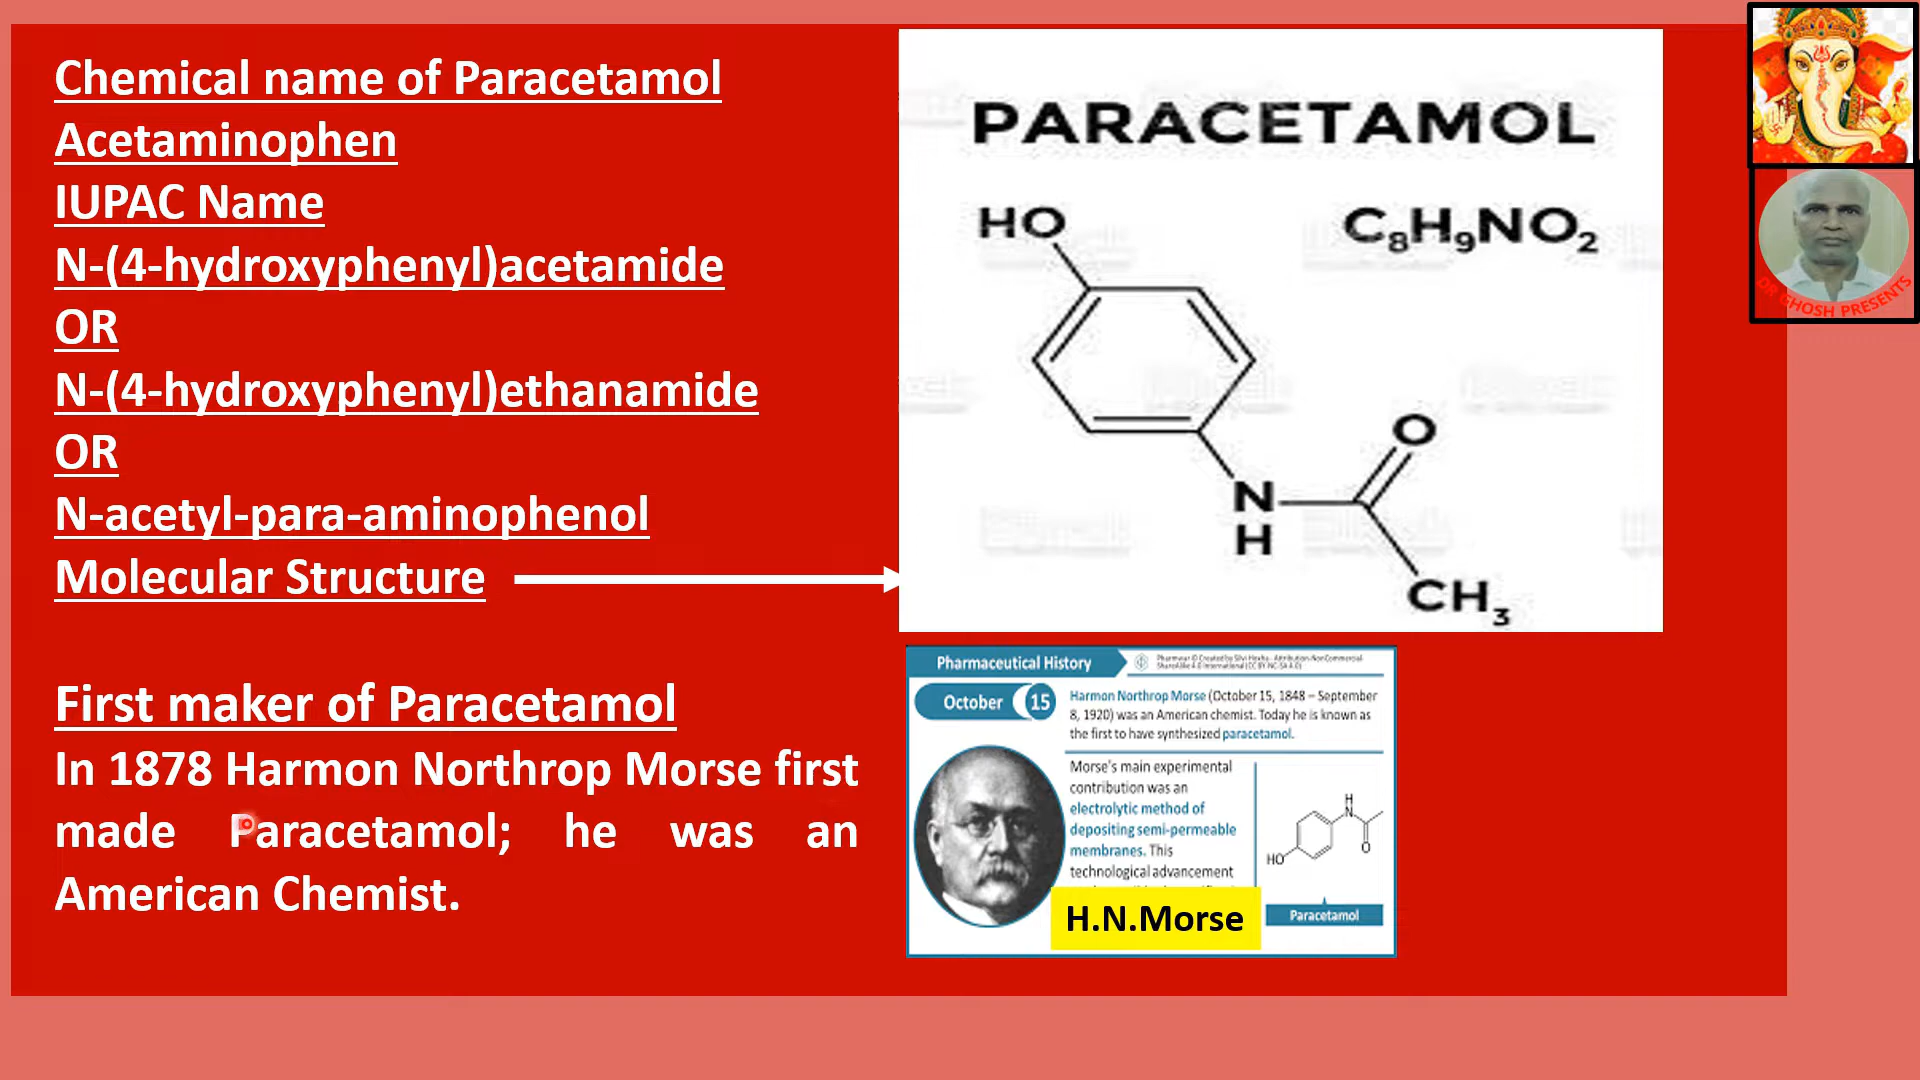 Chemical name of Paracetamol
Acetaminophen
IUPAC Name
N-(4-hydroxyphenyl)acetamide
OR
N-(4-hydroxyphenyl)ethanamide
OR
N-acetyl-para-aminophenol
Molecular Structure
First maker of Paracetamol
In 1878 Harmon Northrop Morse first
made Paracetamol; he was an
American Chemist.
PARACETAMOL
HO
C₈H₉NO₂
O
N
H
CH₃
Pharmaceutical History
October 15
Harmon Northrop Morse (October 15, 1848 – September
8, 1920) was an American chemist. Today he is known as
the first to have synthesized paracetamol.
Morse's main experimental
contribution was an
electrolytic method of
depositing semi-permeable
membranes. This
technological advancement
H
N
O
HO
Paracetamol
H.N.Morse
DR GHOSH PRESENTS